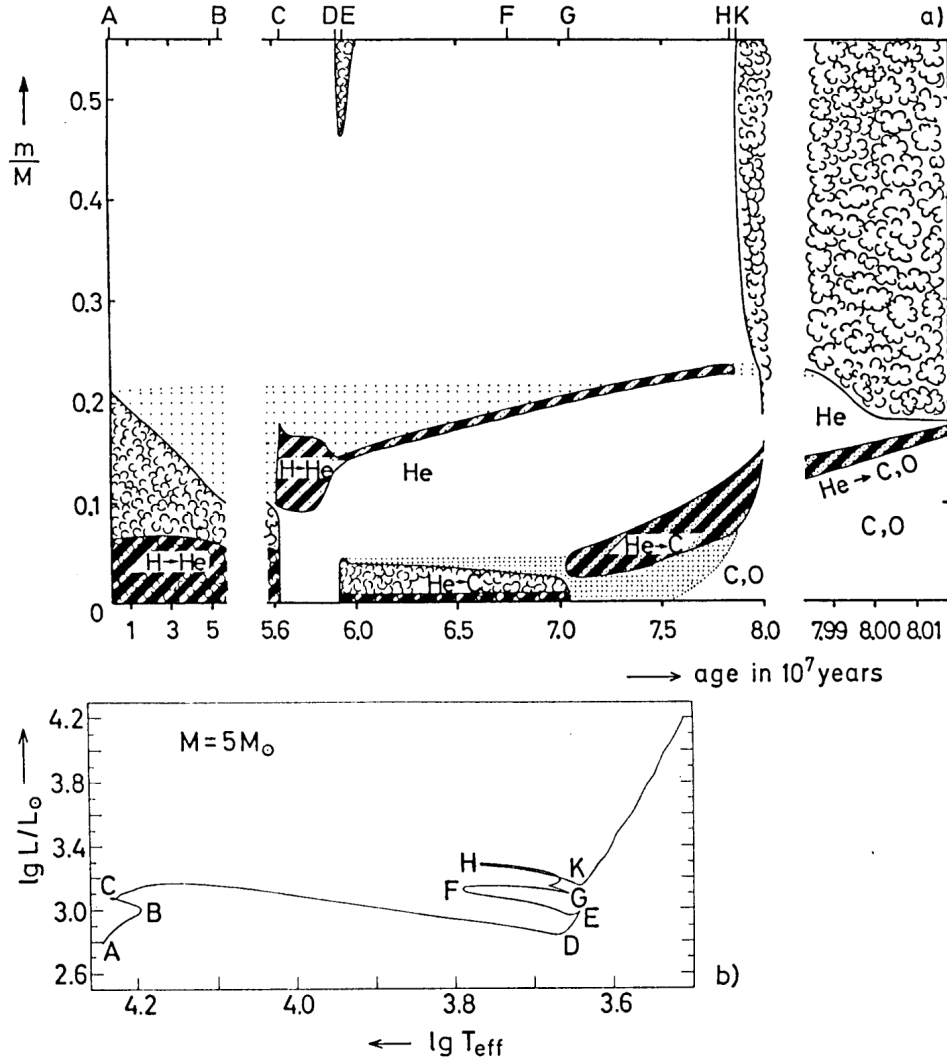 A B C D E F G H K a)
0.5
m
M
0.4
0.3
0.2
He
H→He
He
0.1
He→C,O
He→C
C,O
H→He
He→C
C,O
0
1 3 5 5.6 6.0 6.5 7.0 7.5 8.0 7.99 8.00 8.01
→ age in 10⁷ years
4.2
M = 5M☉
lg L/L☉ →
3.8
3.4
H K
F
G
C
E
3.0
B
D
A
2.6
b)
4.2 4.0 3.8 3.6
← lg Teff